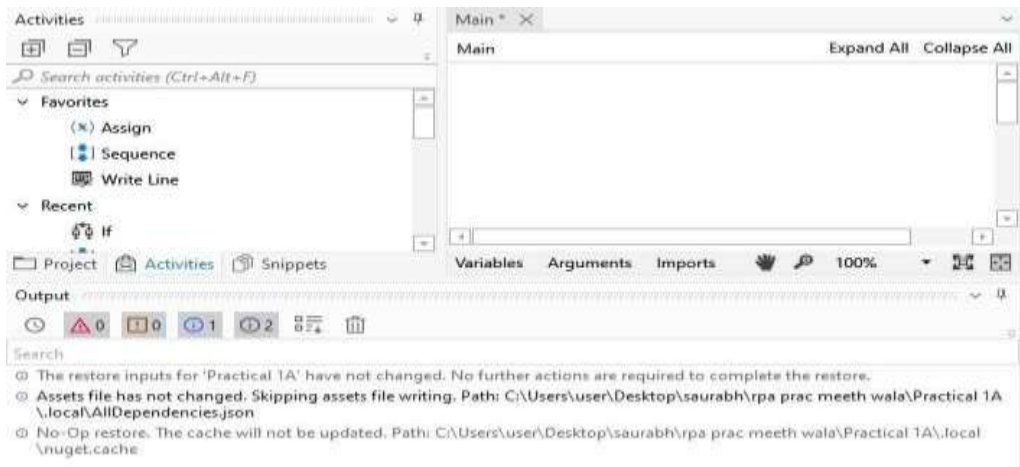 Activities
Search activities (Ctrl+Alt+F)
Favorites
Assign
Sequence
Write Line
Recent
If
Project Activities Snippets
Main *
Main Expand All Collapse All
Variables Arguments Imports 100%
Output
0 0 1 2
Search
The restore inputs for 'Practical 1A' have not changed. No further actions are required to complete the restore.
Assets file has not changed. Skipping assets file writing. Path: C:\Users\user\Desktop\saurabh\rpa prac meeth wala\Practical 1A
\.local\AllDependencies.json
No-Op restore. The cache will not be updated. Path: C:\Users\user\Desktop\saurabh\rpa prac meeth wala\Practical 1A\.local
\nuget.cache